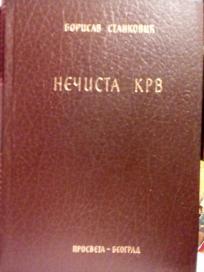 БОРИСАВ СТАНКОВИЋ
НЕЧИСТА КРВ
ПРОСВЕТА – БЕОГРАД